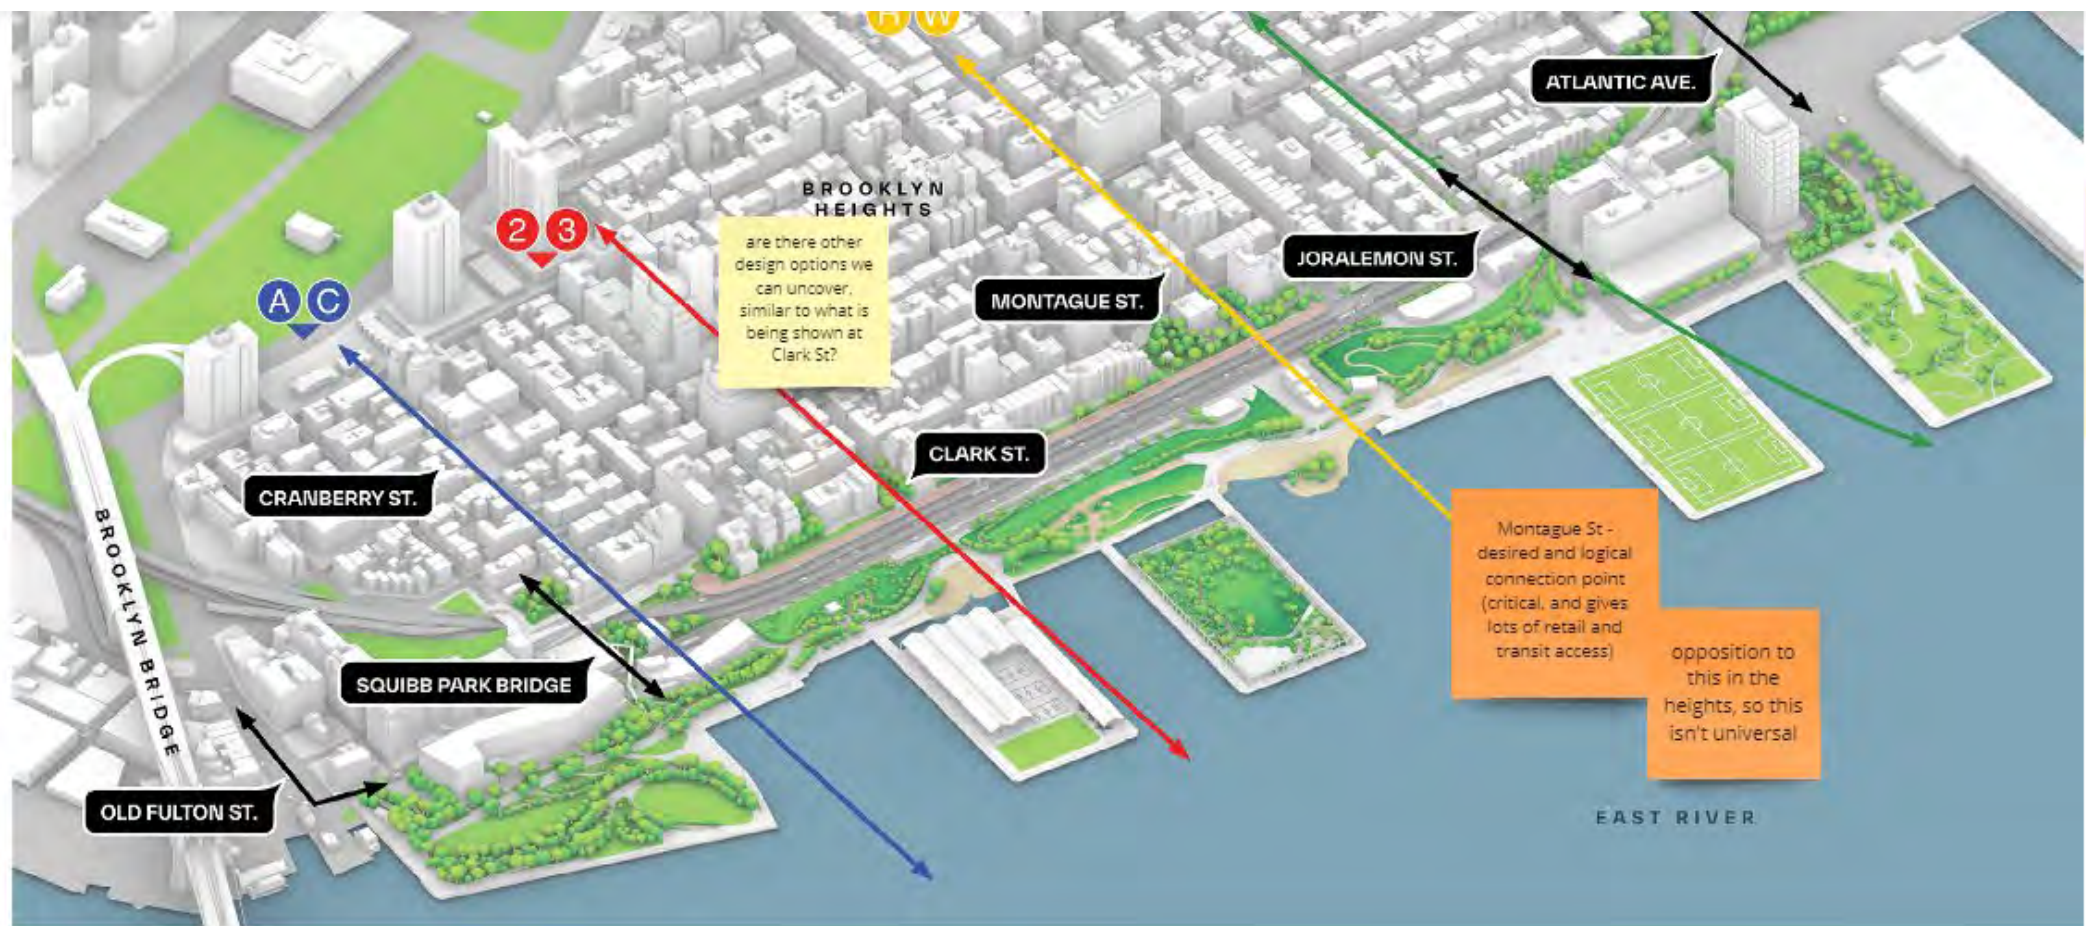 R W
ATLANTIC AVE.
BROOKLYN
HEIGHTS
2 3
are there other
design options we
can uncover,
similar to what is
being shown at
Clark St?
JORALEMON ST.
MONTAGUE ST.
A C
CLARK ST.
CRANBERRY ST.
BROOKLYN BRIDGE
Montague St -
desired and logical
connection point
(critical, and gives
lots of retail and
transit access)
opposition to
this in the
heights, so this
isn't universal
SQUIBB PARK BRIDGE
OLD FULTON ST.
EAST RIVER